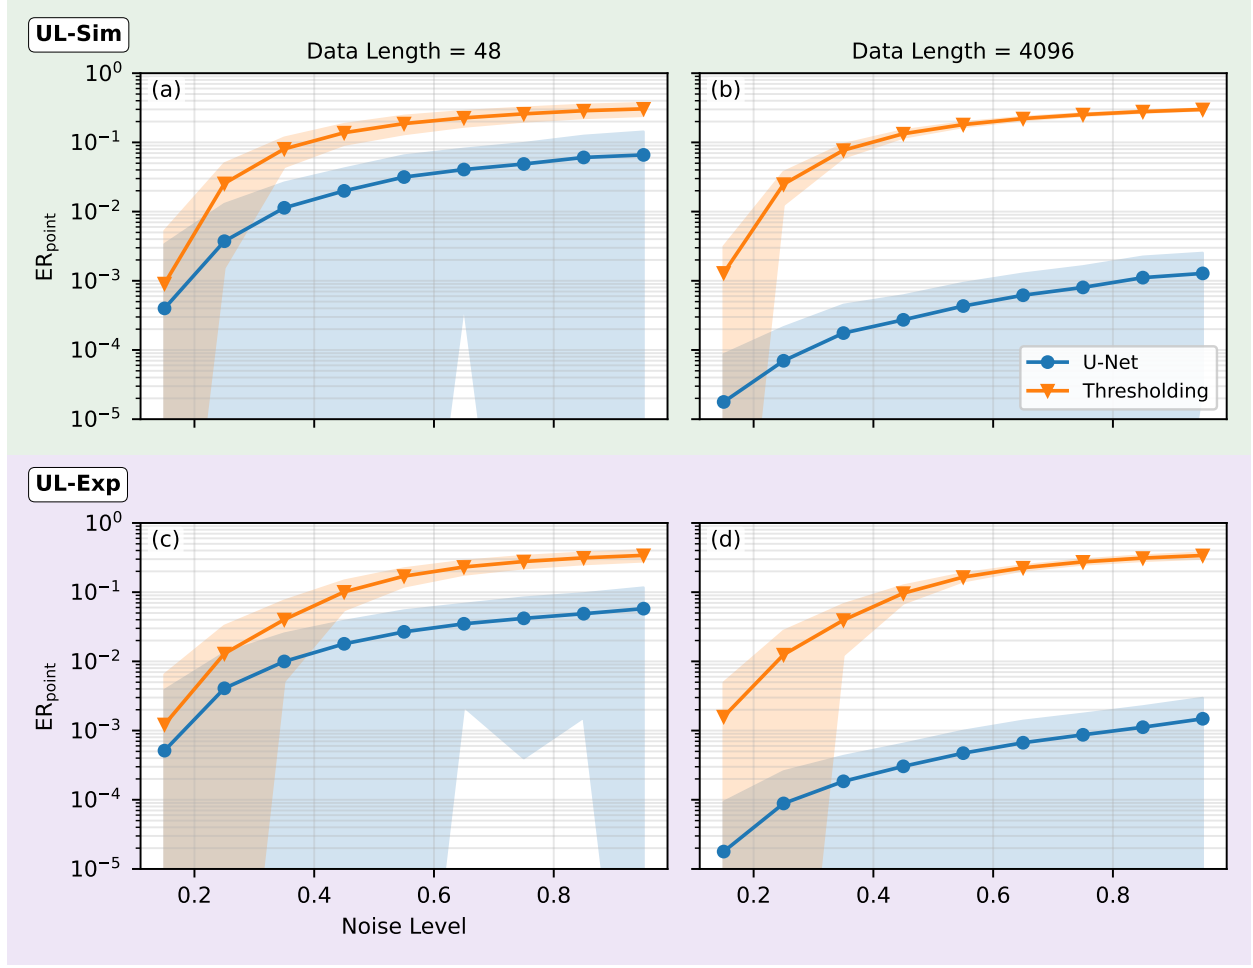 UL-Sim
Data Length = 48
Data Length = 4096
(a)
(b)
10^0
10^-1
10^-2
10^-3
10^-4
10^-5
ER_point
U-Net
Thresholding
UL-Exp
(c)
(d)
10^0
10^-1
10^-2
10^-3
10^-4
10^-5
ER_point
0.2 0.4 0.6 0.8
0.2 0.4 0.6 0.8
Noise Level